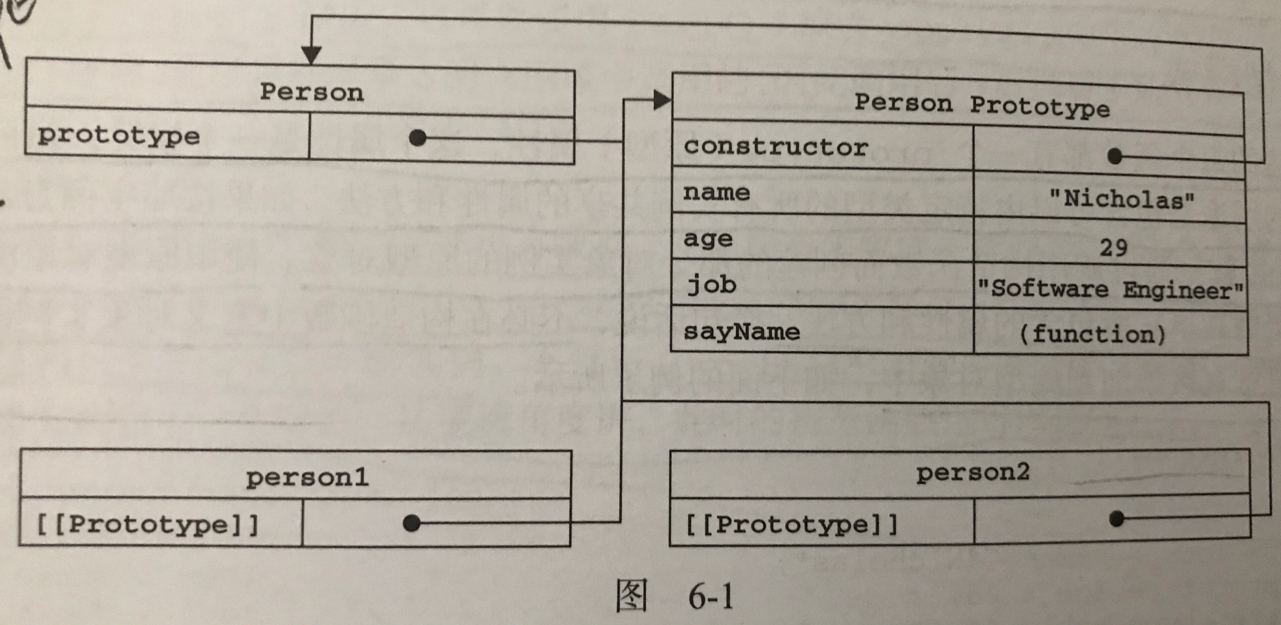 Person
prototype
Person Prototype
constructor
name "Nicholas"
age 29
job "Software Engineer"
sayName (function)
person1
[[Prototype]]
person2
[[Prototype]]
图 6-1